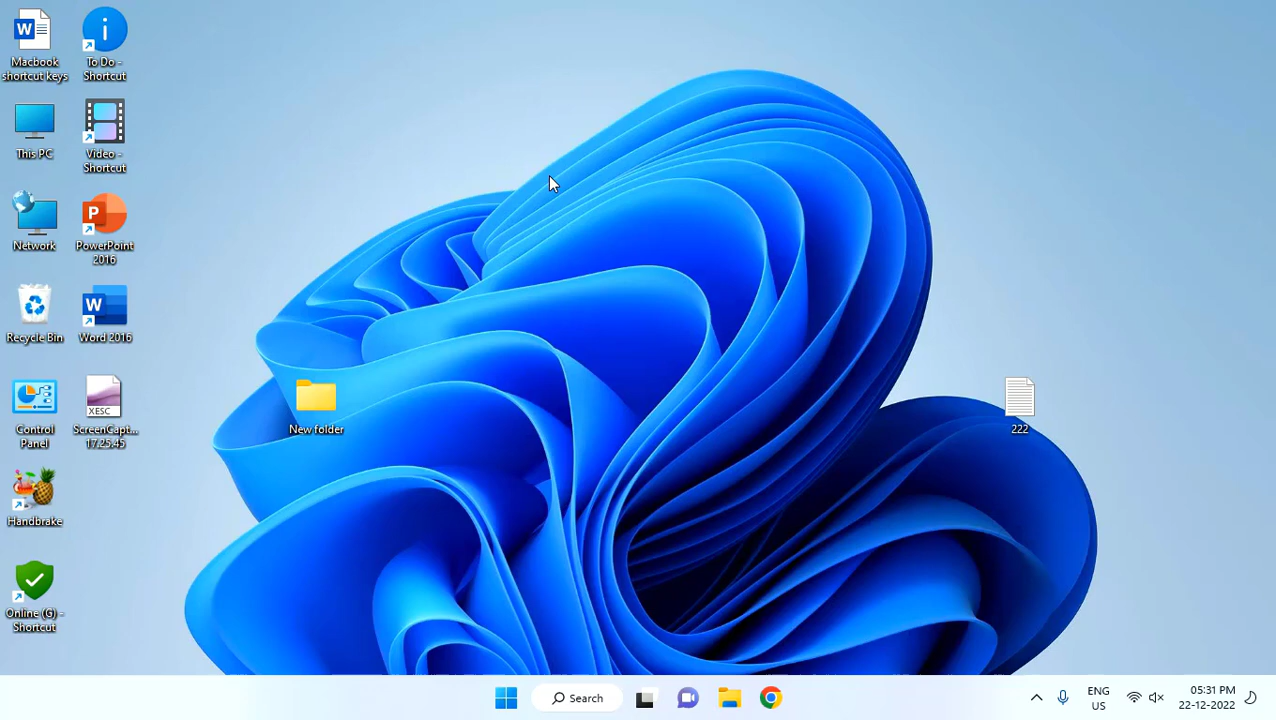 Macbook
shortcut keys
To Do -
Shortcut
This PC
Video -
Shortcut
Network
PowerPoint
2016
Recycle Bin
Word 2016
Control
Panel
XESC
ScreenCapt...
17.25.45
New folder
222
Handbrake
Online (G) -
Shortcut
Search
ENG
US
05:31 PM
22-12-2022